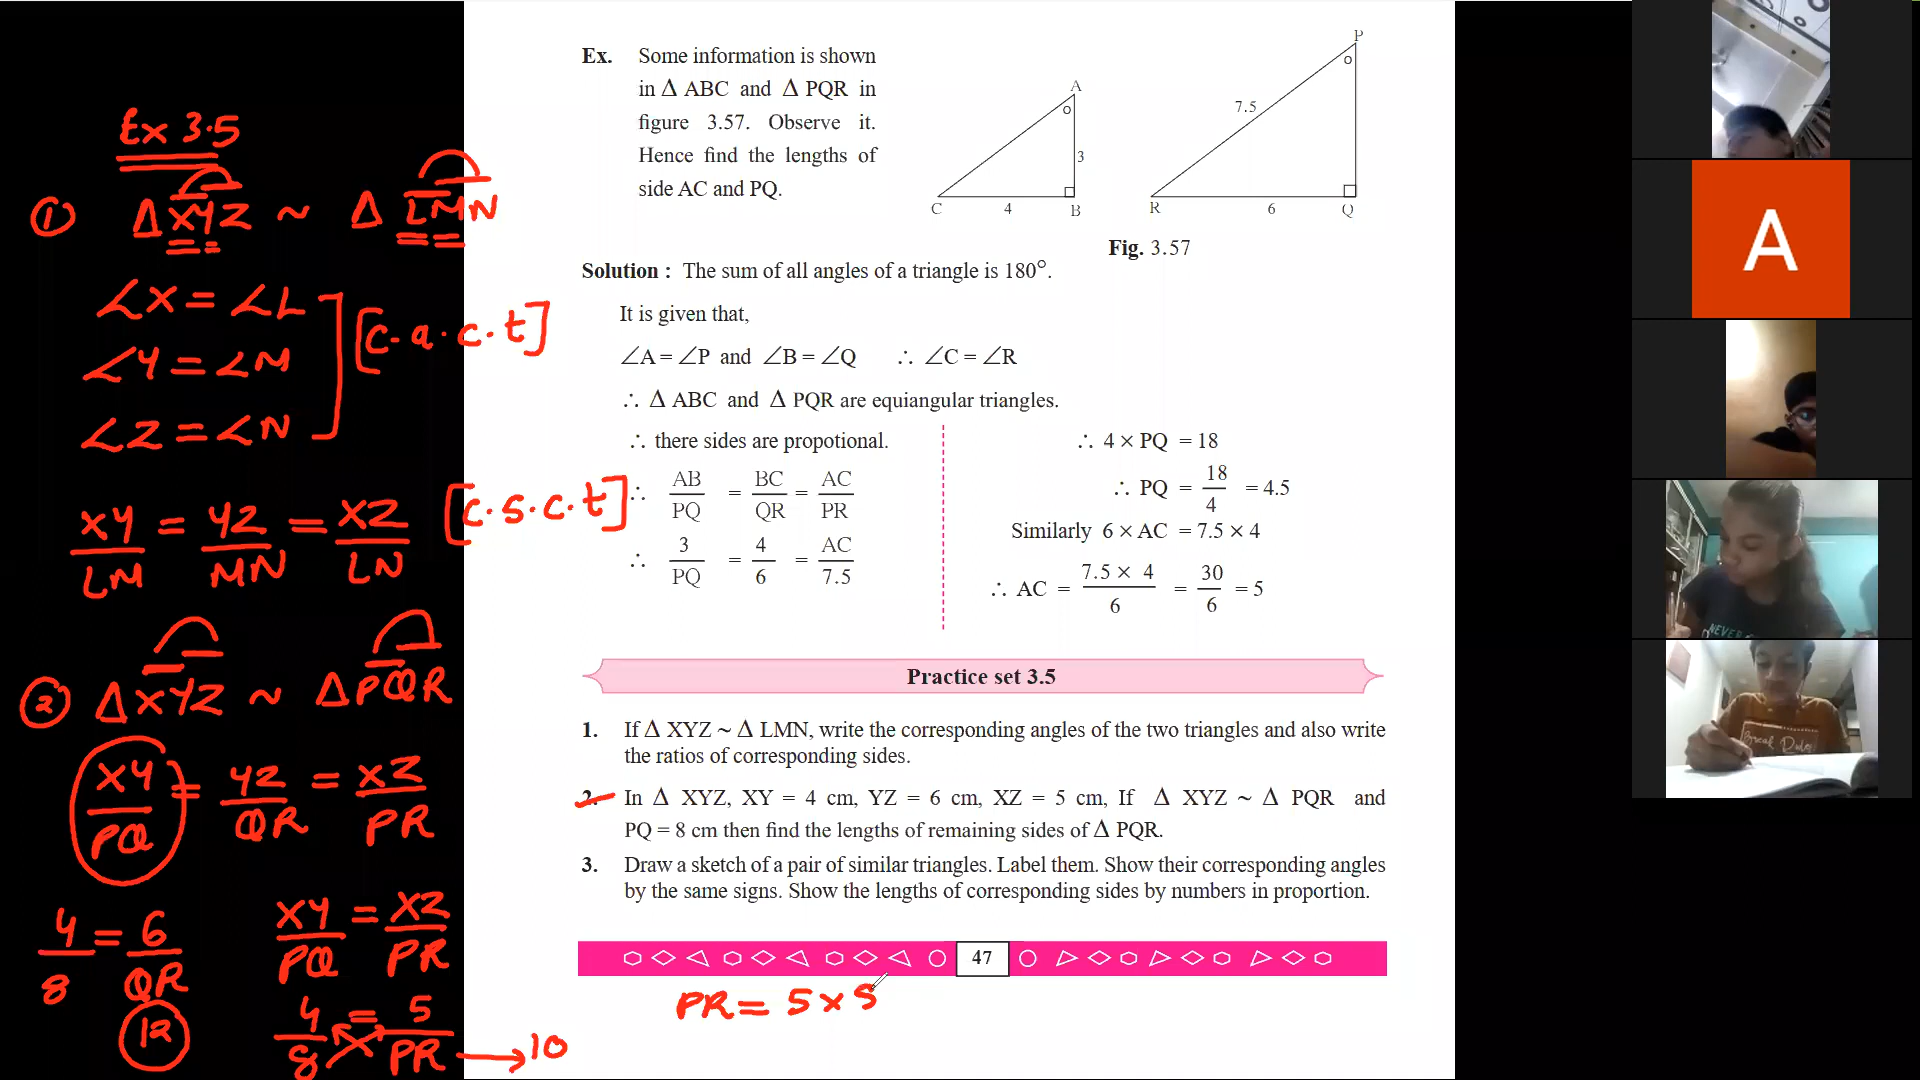 Ex 3.5
① Δ XYZ ~ Δ LMN
∠X = ∠L
∠Y = ∠M
∠Z = ∠N
[c.a.c.t]
XY/LM = YZ/MN = XZ/LN [c.s.c.t]
② Δ XYZ ~ Δ PQR
XY/PQ = YZ/QR = XZ/PR
4/8 = 6/QR
12
XY/PQ = XZ/PR
4/8 = 5/PR → 10
Ex. Some information is shown
in Δ ABC and Δ PQR in
figure 3.57. Observe it.
Hence find the lengths of
side AC and PQ.
A
3
C 4 B
P
7.5
R 6 Q
Fig. 3.57
Solution : The sum of all angles of a triangle is 180°.
It is given that,
∠A = ∠P and ∠B = ∠Q ∴ ∠C = ∠R
∴ Δ ABC and Δ PQR are equiangular triangles.
∴ there sides are propotional.
∴ AB/PQ = BC/QR = AC/PR
∴ 3/PQ = 4/6 = AC/7.5
∴ 4 × PQ = 18
∴ PQ = 18/4 = 4.5
Similarly 6 × AC = 7.5 × 4
∴ AC = 7.5 × 4/6 = 30/6 = 5
Practice set 3.5
1. If Δ XYZ ~ Δ LMN, write the corresponding angles of the two triangles and also write
the ratios of corresponding sides.
2. In Δ XYZ, XY = 4 cm, YZ = 6 cm, XZ = 5 cm, If Δ XYZ ~ Δ PQR and
PQ = 8 cm then find the lengths of remaining sides of Δ PQR.
3. Draw a sketch of a pair of similar triangles. Label them. Show their corresponding angles
by the same signs. Show the lengths of corresponding sides by numbers in proportion.
47
PR = 5 × S
A
NEVER
Break Rules